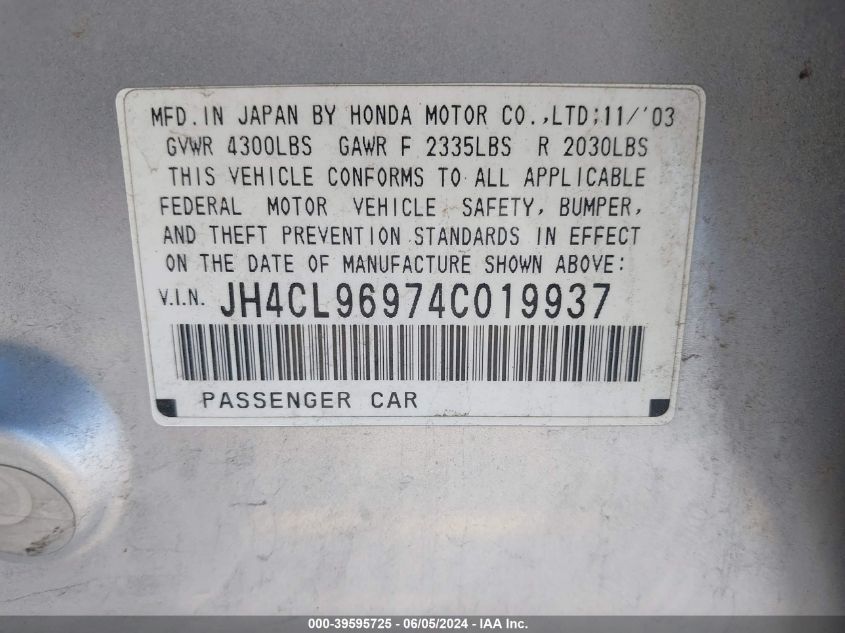 MFD.IN JAPAN BY HONDA MOTOR CO.,LTD;11/'03
GVWR 4300LBS GAWR F 2335LBS R 2030LBS
THIS VEHICLE CONFORMS TO ALL APPLICABLE
FEDERAL MOTOR VEHICLE SAFETY, BUMPER,
AND THEFT PREVENTION STANDARDS IN EFFECT
ON THE DATE OF MANUFACTURE SHOWN ABOVE:
V.I.N. JH4CL96974C019937
PASSENGER CAR
000-39595725 - 06/05/2024 - IAA Inc.